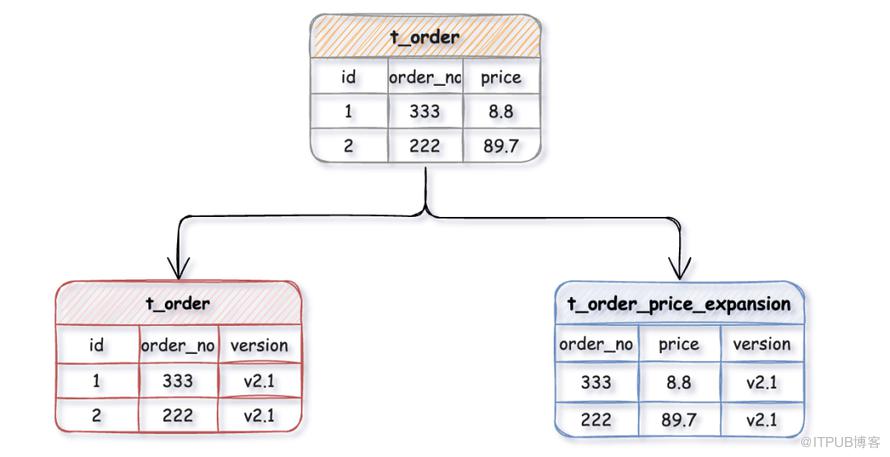 t_order
id order_no price
1 333 8.8
2 222 89.7
t_order
id order_no version
1 333 v2.1
2 222 v2.1
t_order_price_expansion
order_no price version
333 8.8 v2.1
222 89.7 v2.1
@ITPUB博客